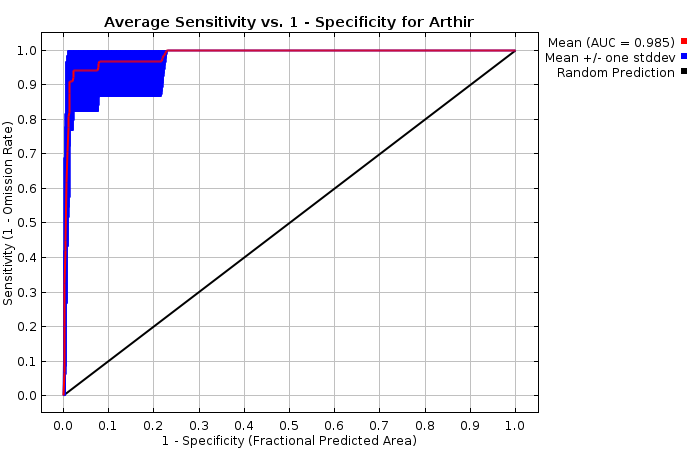 Average Sensitivity vs. 1 - Specificity for Arthir
Mean (AUC = 0.985)
Mean +/- one stddev
Random Prediction
Sensitivity (1 - Omission Rate)
1.0
0.9
0.8
0.7
0.6
0.5
0.4
0.3
0.2
0.1
0.0
0.0 0.1 0.2 0.3 0.4 0.5 0.6 0.7 0.8 0.9 1.0
1 - Specificity (Fractional Predicted Area)